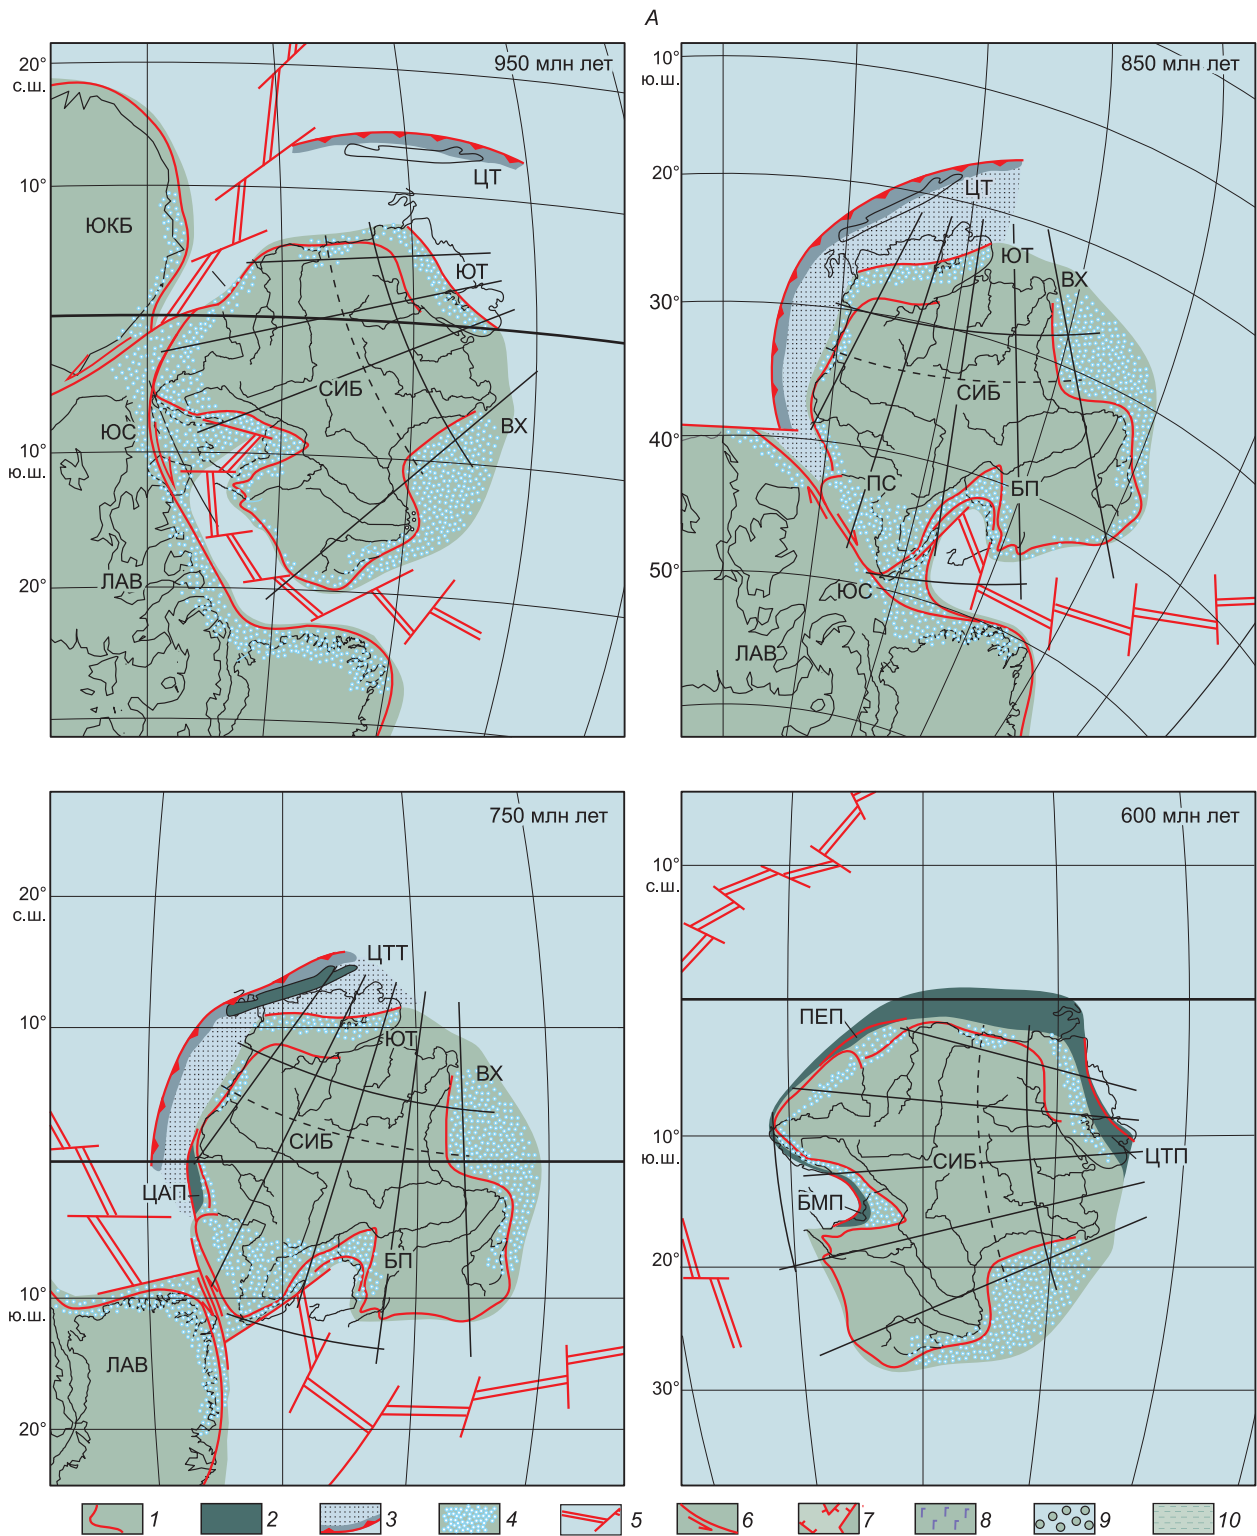 А
950 млн лет
20°
с.ш.
10°
10°
ю.ш.
20°
ЮКБ
ЦТ
ЮТ
СИБ
ЮС
ВХ
ЛАВ
850 млн лет
10°
ю.ш.
20°
30°
40°
50°
ЦТ
ЮТ
ВХ
СИБ
ПС
БП
ЮС
ЛАВ
750 млн лет
20°
с.ш.
10°
10°
ю.ш.
20°
ЦТТ
ЮТ
ВХ
СИБ
ЦАП
БП
ЛАВ
600 млн лет
10°
с.ш.
10°
ю.ш.
20°
30°
ПЕП
СИБ
ЦТП
БМП
1 2 3 4 5 6 7 8 9 10